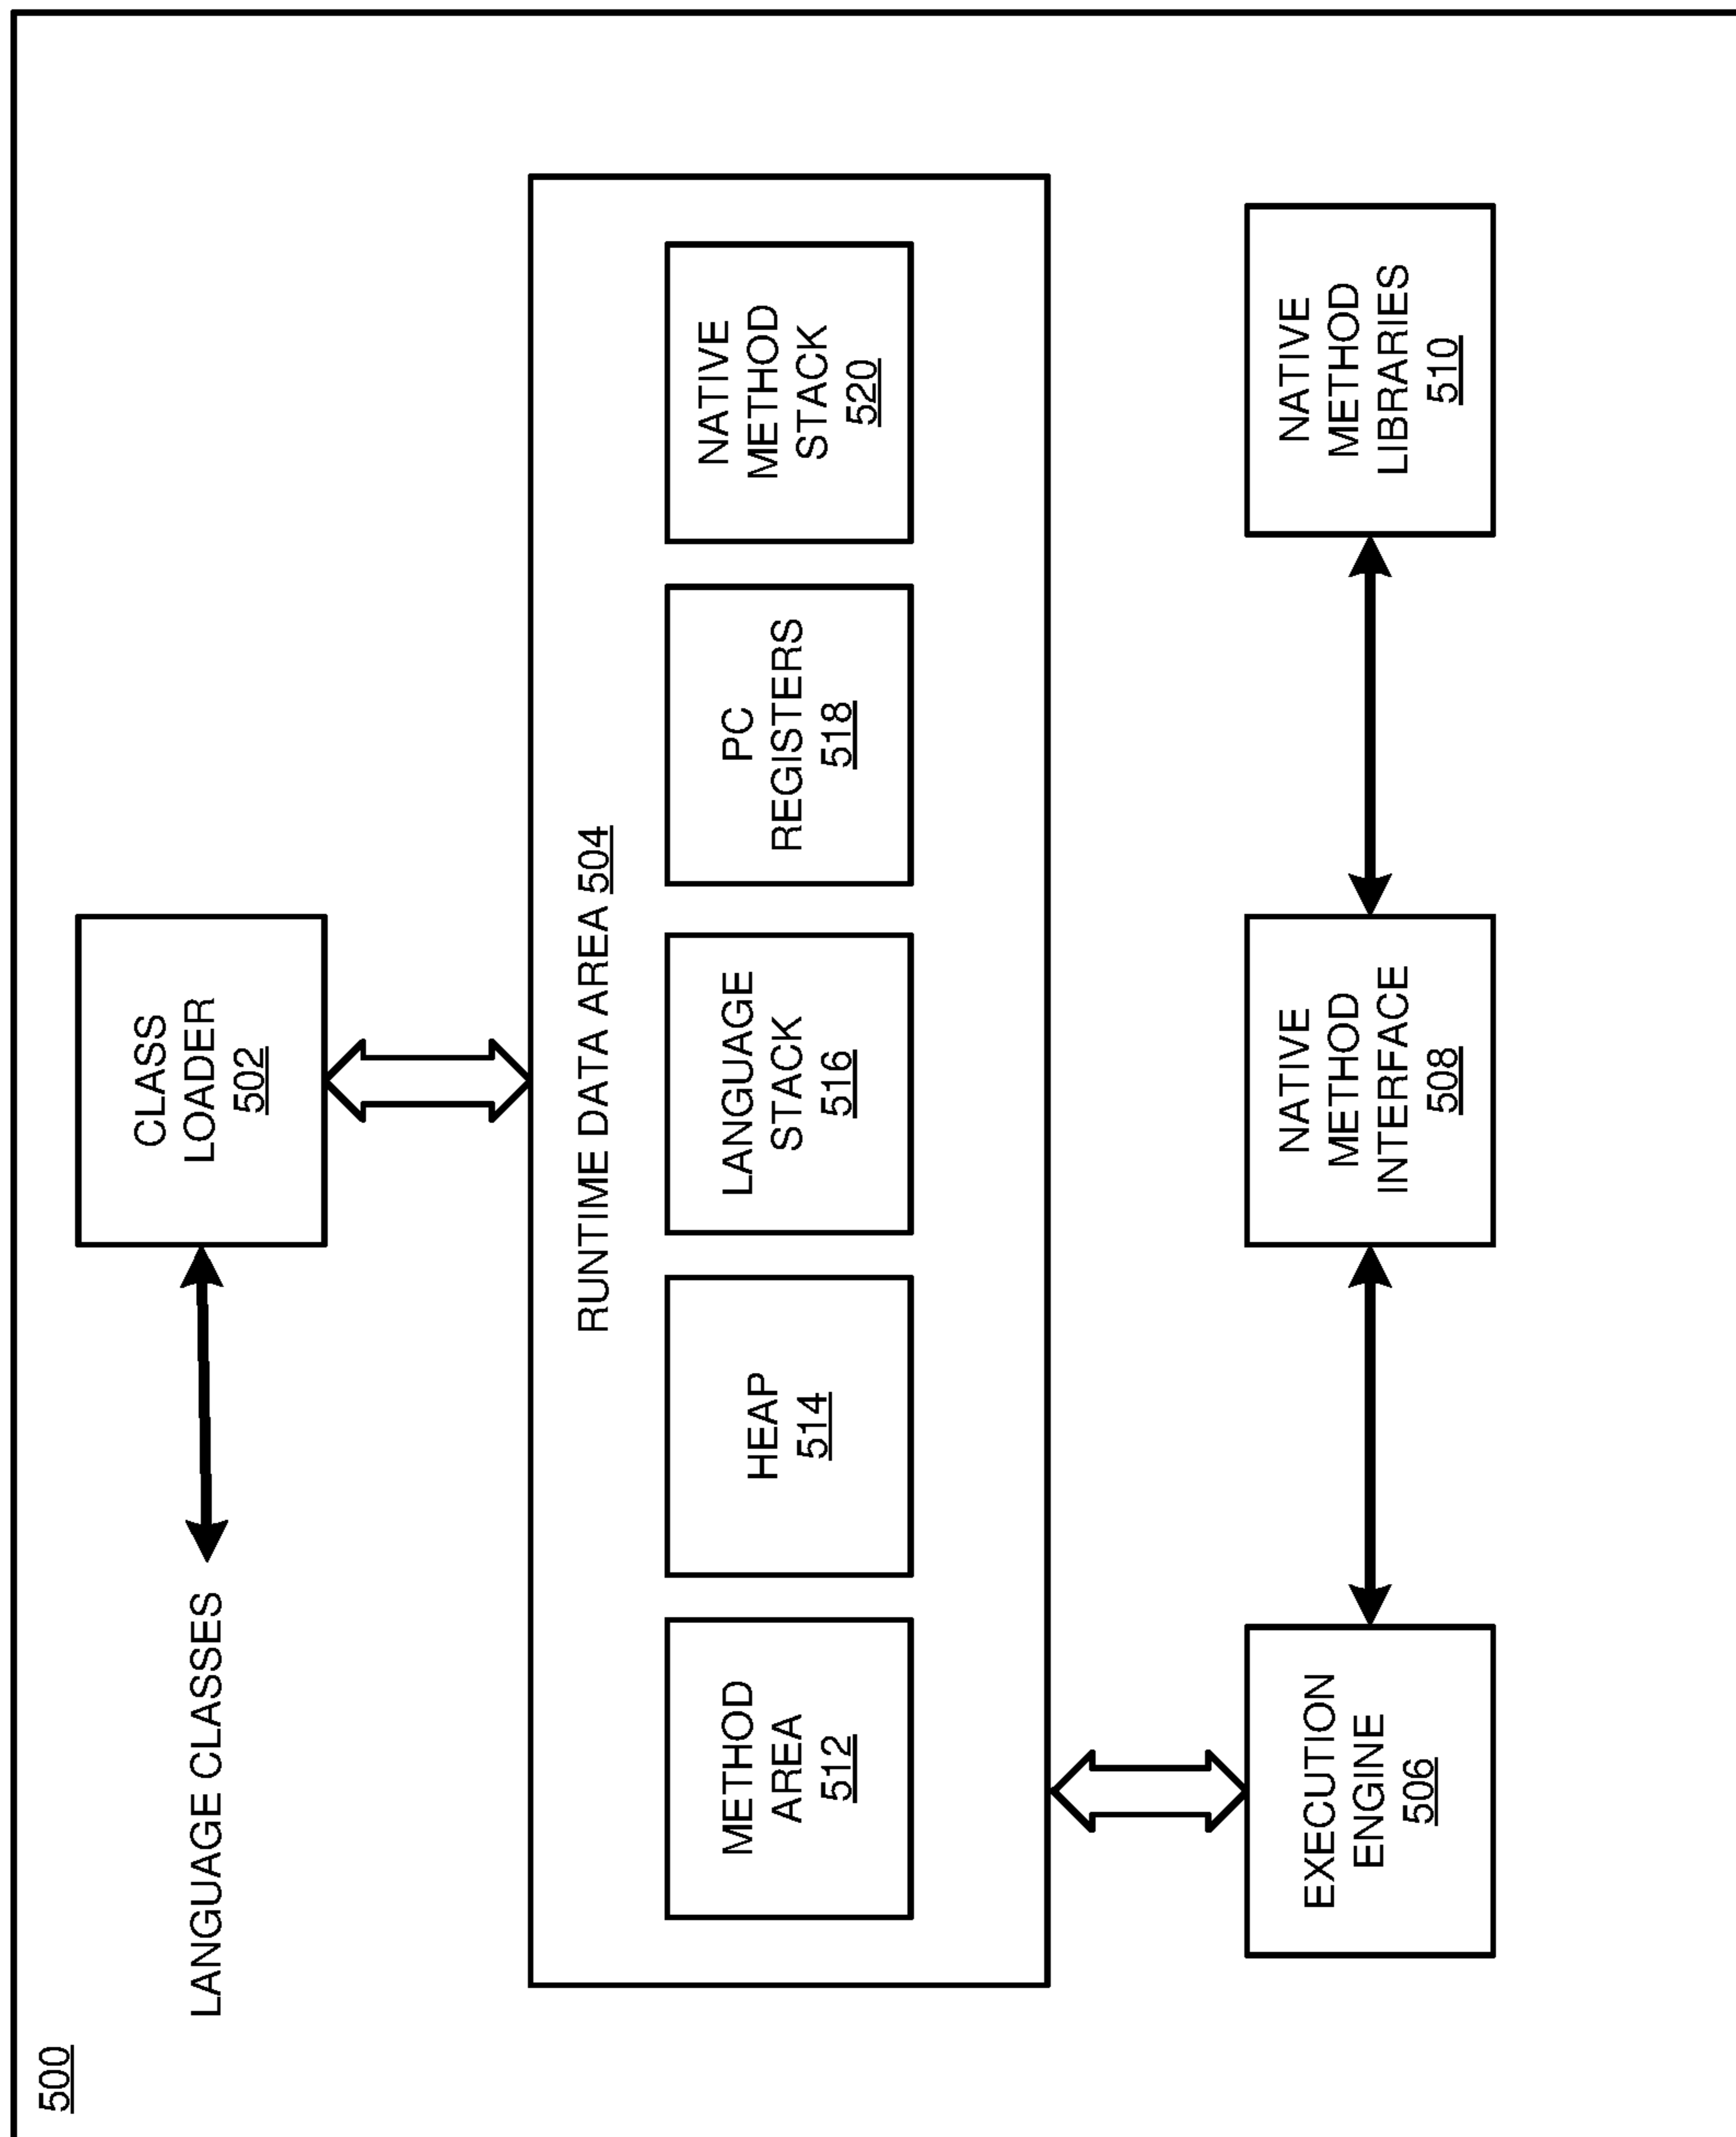 500
LANGUAGE CLASSES
CLASS
LOADER
502
RUNTIME DATA AREA 504
METHOD
AREA
512
HEAP
514
LANGUAGE
STACK
516
PC
REGISTERS
518
NATIVE
METHOD
STACK
520
EXECUTION
ENGINE
506
NATIVE
METHOD
INTERFACE
508
NATIVE
METHOD
LIBRARIES
510